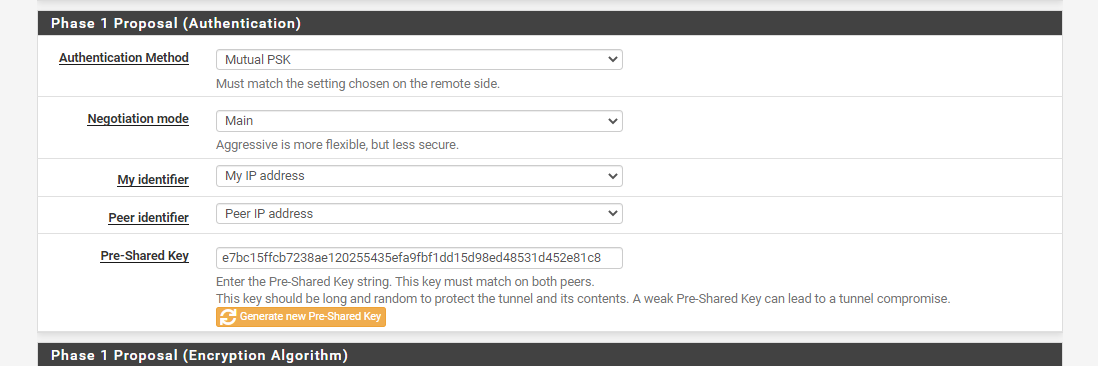 Phase 1 Proposal (Authentication)
Authentication Method
Mutual PSK
Must match the setting chosen on the remote side.
Negotiation mode
Main
Aggressive is more flexible, but less secure.
My identifier
My IP address
Peer identifier
Peer IP address
Pre-Shared Key
e7bc15ffcb7238ae120255435efa9fbf1dd15d98ed48531d452e81c8
Enter the Pre-Shared Key string. This key must match on both peers.
This key should be long and random to protect the tunnel and its contents. A weak Pre-Shared Key can lead to a tunnel compromise.
Generate new Pre-Shared Key
Phase 1 Proposal (Encryption Algorithm)